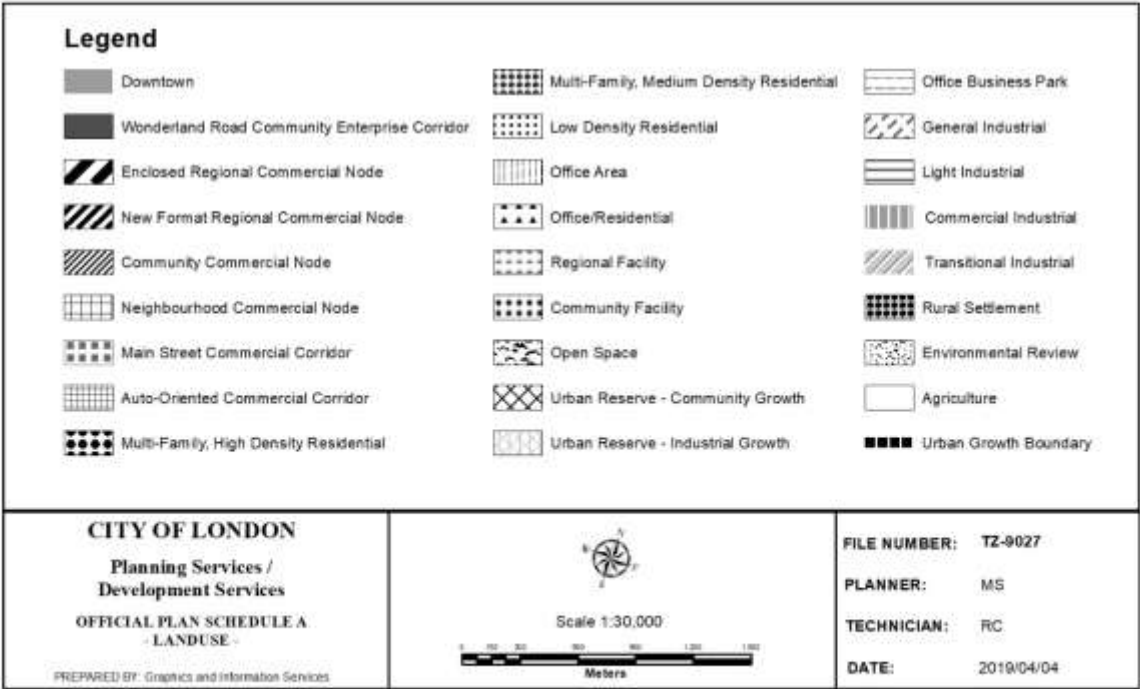 Legend
Downtown
Wonderland Road Community Enterprise Corridor
Enclosed Regional Commercial Node
New Format Regional Commercial Node
Community Commercial Node
Neighbourhood Commercial Node
Main Street Commercial Corridor
Auto-Oriented Commercial Corridor
Multi-Family, High Density Residential
Multi-Family, Medium Density Residential
Low Density Residential
Office Area
Office/Residential
Regional Facility
Community Facility
Open Space
Urban Reserve - Community Growth
Urban Reserve - Industrial Growth
Office Business Park
General Industrial
Light Industrial
Commercial Industrial
Transitional Industrial
Rural Settlement
Environmental Review
Agriculture
Urban Growth Boundary
CITY OF LONDON
Planning Services /
Development Services
OFFICIAL PLAN SCHEDULE A
- LANDUSE -
PREPARED BY: Graphics and Information Services
N
Scale 1:30,000
Meters
FILE NUMBER: TZ-9027
PLANNER: MS
TECHNICIAN: RC
DATE: 2019/04/04